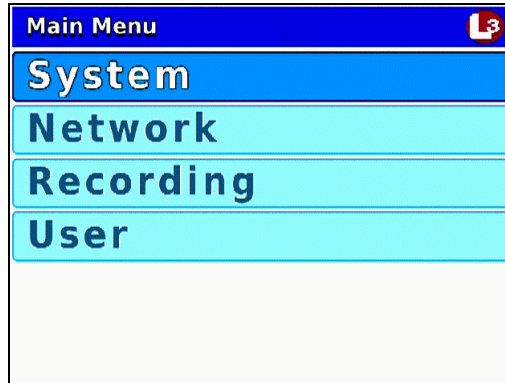 Main Menu
L3
System
Network
Recording
User